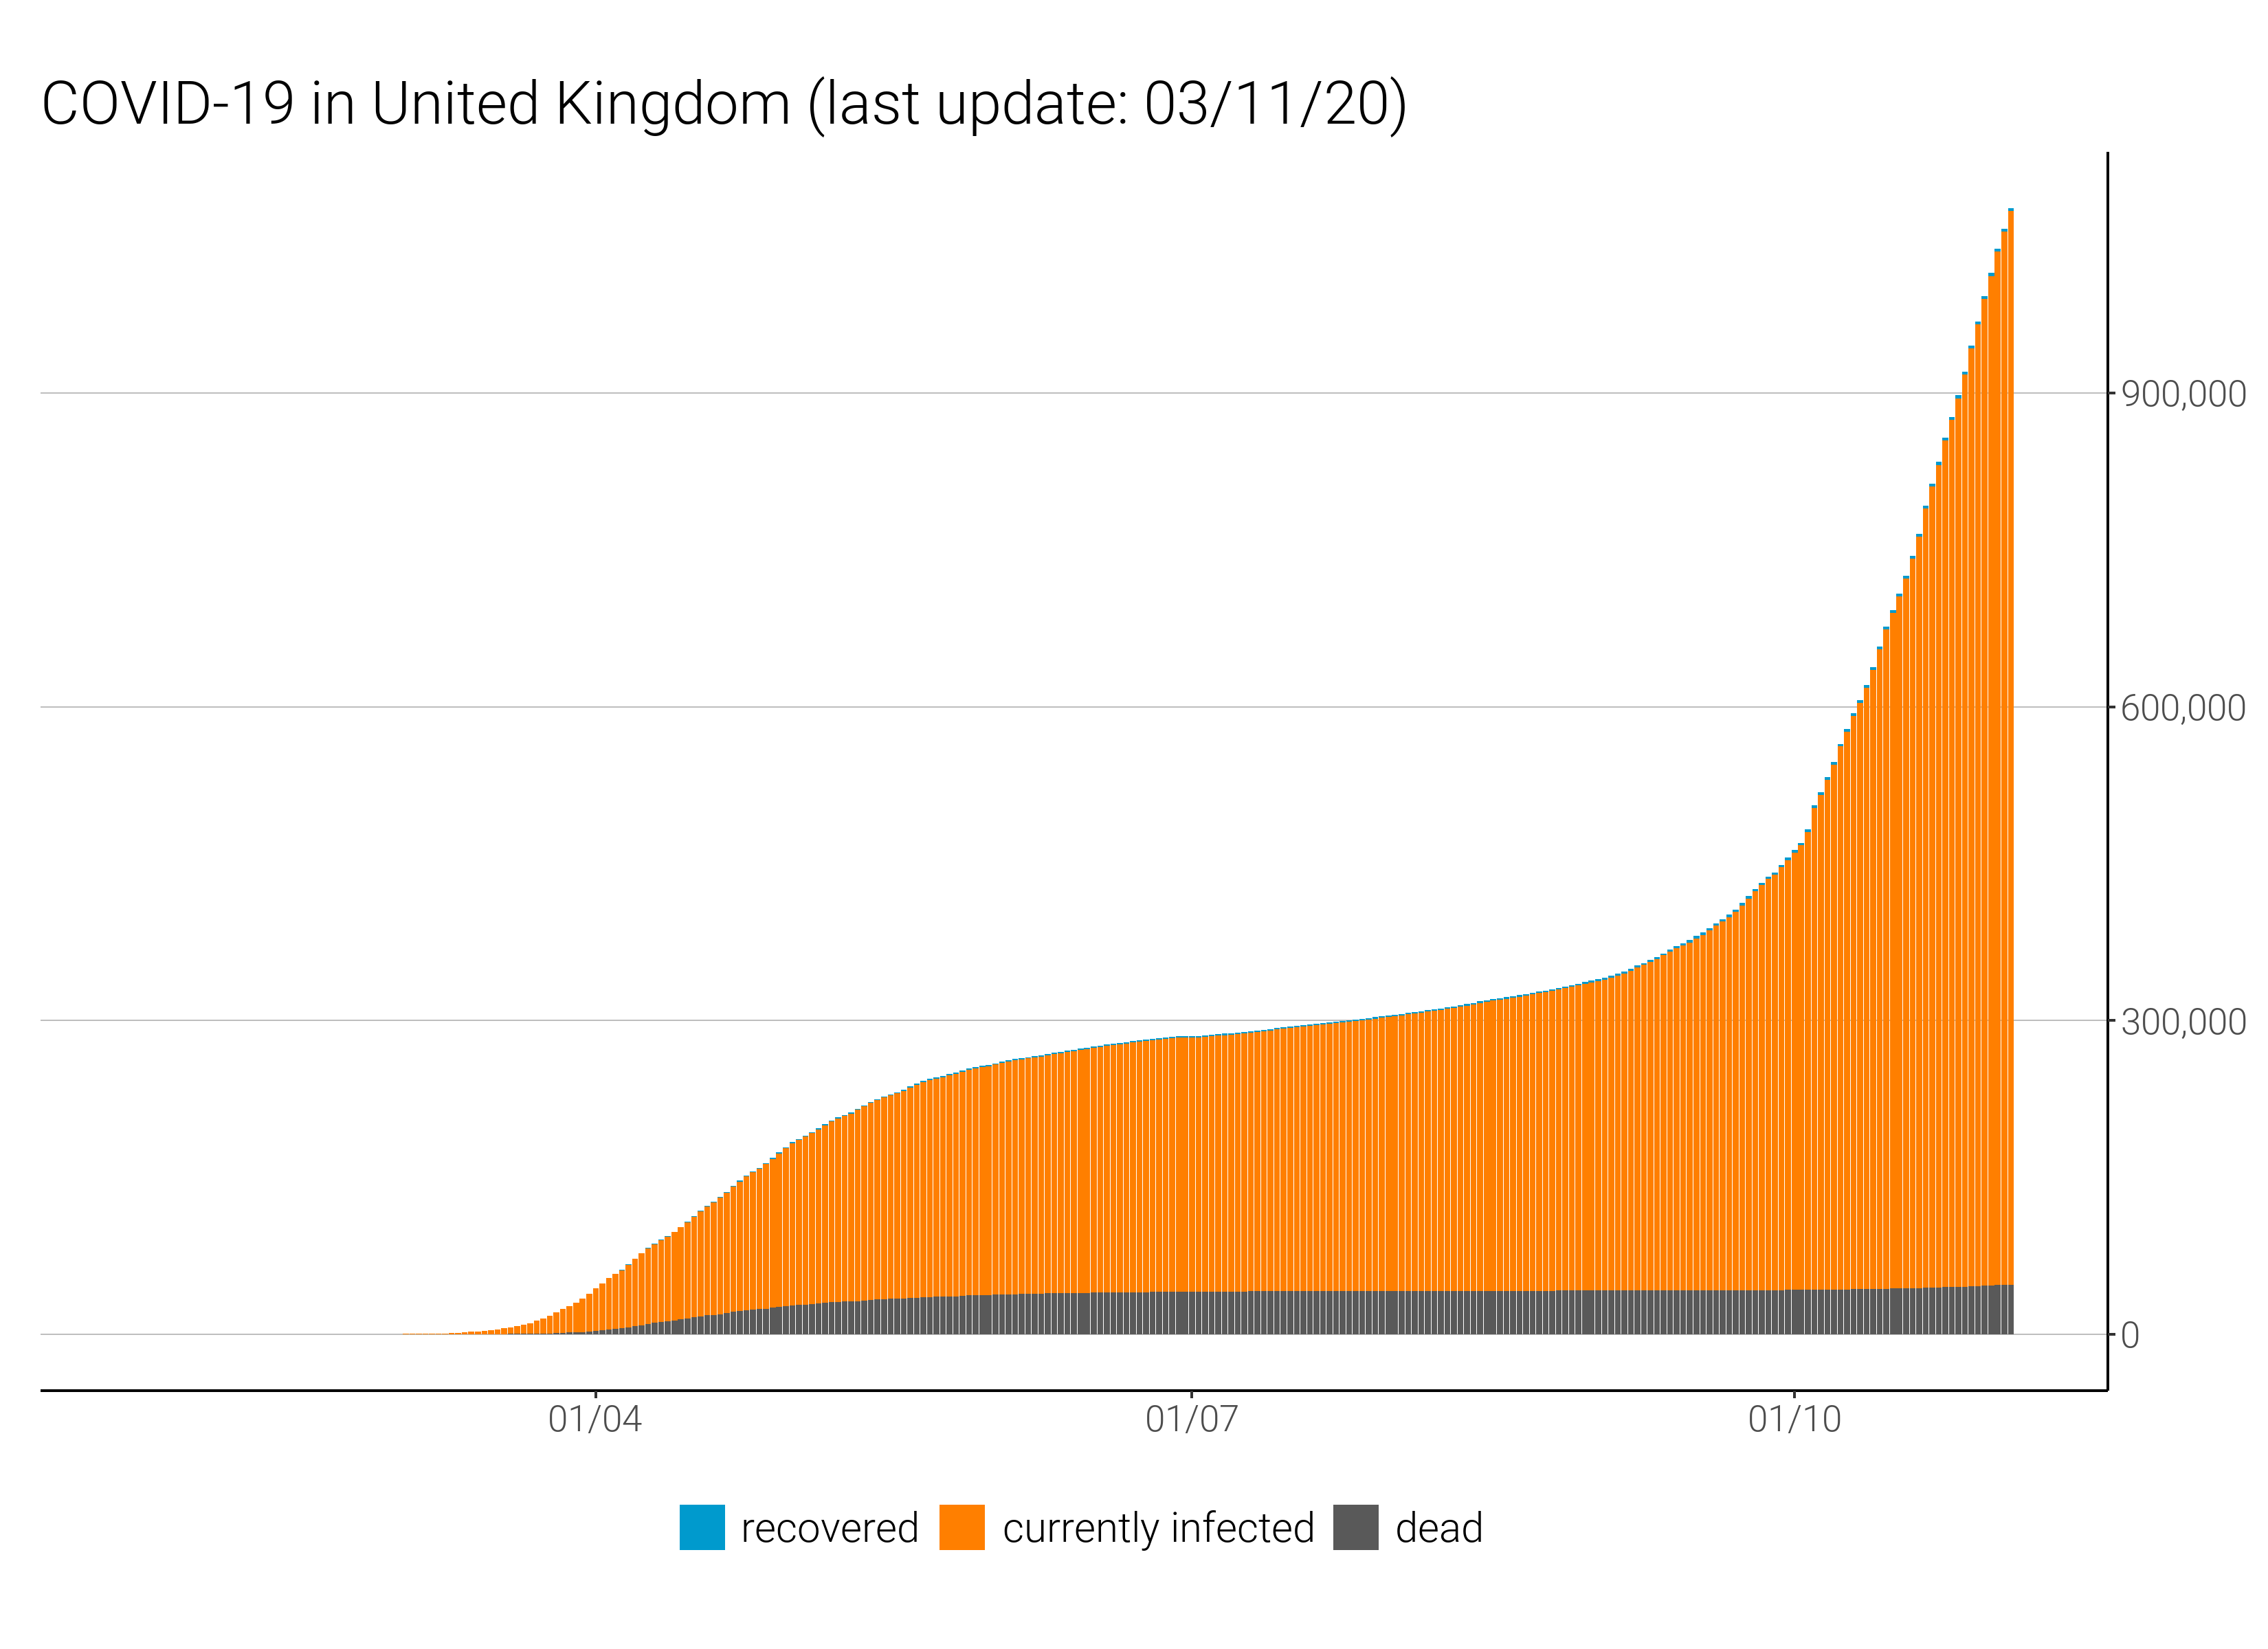 COVID-19 in United Kingdom (last update: 03/11/20)
900,000
600,000
300,000
0
01/04 01/07 01/10
recovered currently infected dead